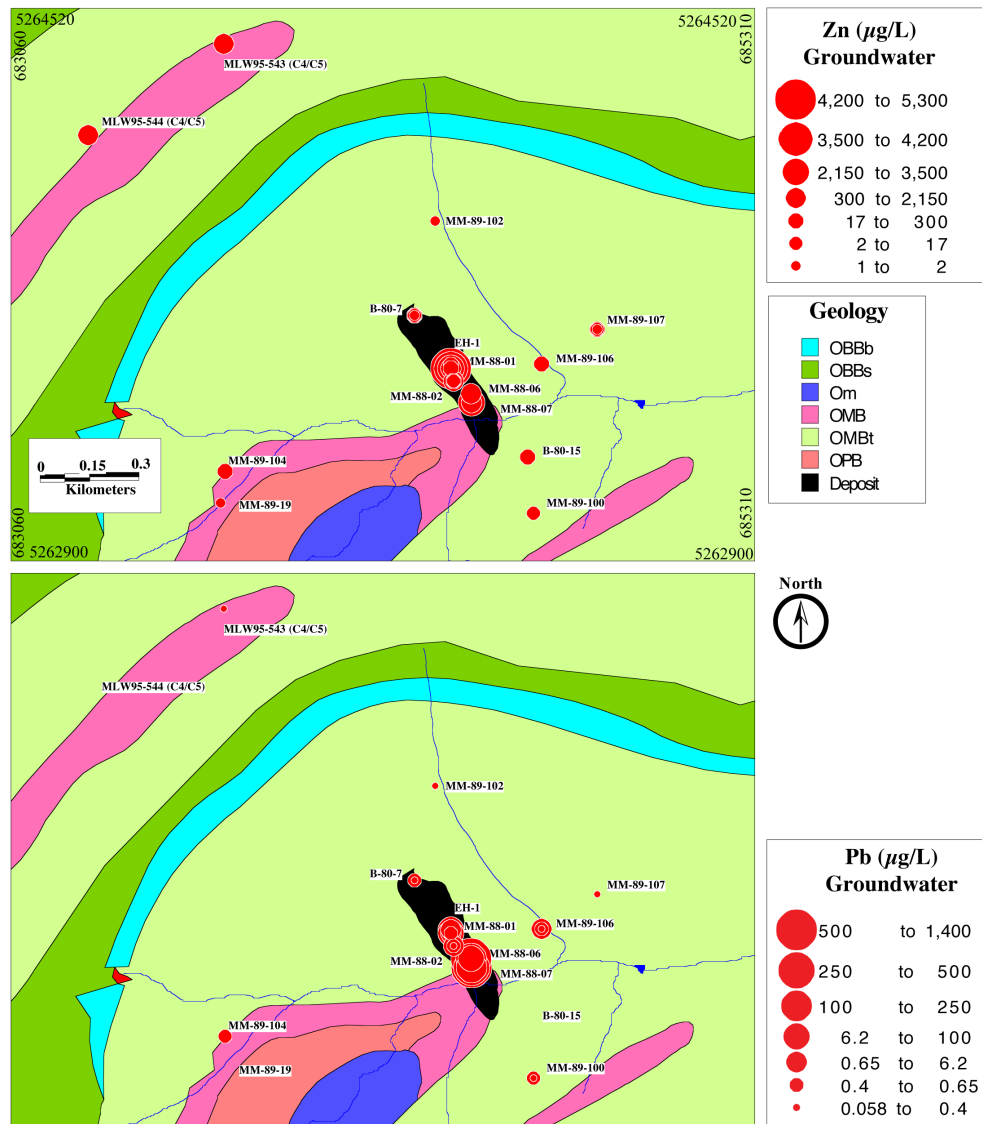 5264520
5264520
683060
685310
MLW95-543 (C4/C5)
MLW95-544 (C4/C5)
MM-89-102
B-80-7
MM-89-107
EH-1
MM-88-01
MM-89-106
MM-88-02
MM-88-06
MM-88-07
B-80-15
MM-89-104
MM-89-19
MM-89-100
0 0.15 0.3
Kilometers
683060
685310
5262900
5262900
Zn (µg/L)
Groundwater
4,200 to 5,300
3,500 to 4,200
2,150 to 3,500
300 to 2,150
17 to 300
2 to 17
1 to 2
Geology
OBBb
OBBs
Om
OMB
OMBt
OPB
Deposit
North
MLW95-543 (C4/C5)
MLW95-544 (C4/C5)
MM-89-102
B-80-7
MM-89-107
EH-1
MM-88-01
MM-89-106
MM-88-02
MM-88-06
MM-88-07
B-80-15
MM-89-104
MM-89-19
MM-89-100
Pb (µg/L)
Groundwater
500 to 1,400
250 to 500
100 to 250
6.2 to 100
0.65 to 6.2
0.4 to 0.65
0.058 to 0.4